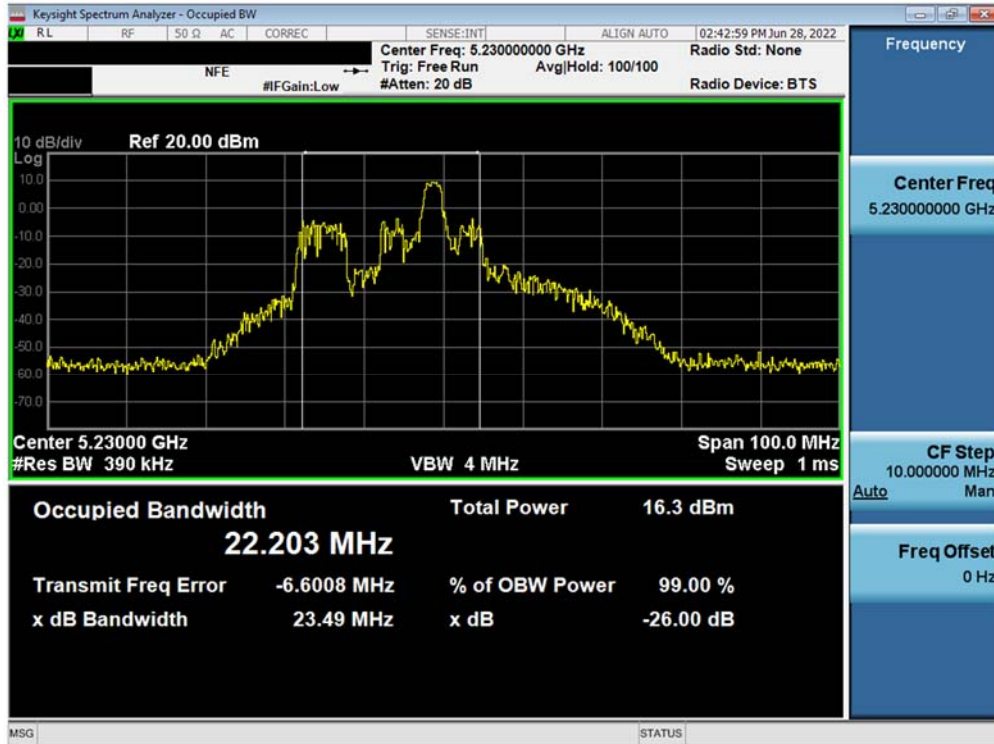 Keysight Spectrum Analyzer - Occupied BW
LXI RL RF 50 Ω AC CORREC SENSE:INT ALIGN AUTO 02:42:59 PM Jun 28, 2022
Center Freq: 5.230000000 GHz Radio Std: None
NFE Trig: Free Run Avg|Hold: 100/100
#IFGain:Low #Atten: 20 dB Radio Device: BTS
Frequency
10 dB/div Ref 20.00 dBm
Log
10.0
0.00
-10.0
-20.0
-30.0
-40.0
-50.0
60.0
-70.0
Center 5.23000 GHz Span 100.0 MHz
#Res BW 390 kHz VBW 4 MHz Sweep 1 ms
Center Freq
5.230000000 GHz
CF Step
10.000000 MHz
Auto Man
Freq Offset
0 Hz
Occupied Bandwidth Total Power 16.3 dBm
22.203 MHz
Transmit Freq Error -6.6008 MHz % of OBW Power 99.00 %
x dB Bandwidth 23.49 MHz x dB -26.00 dB
MSG STATUS